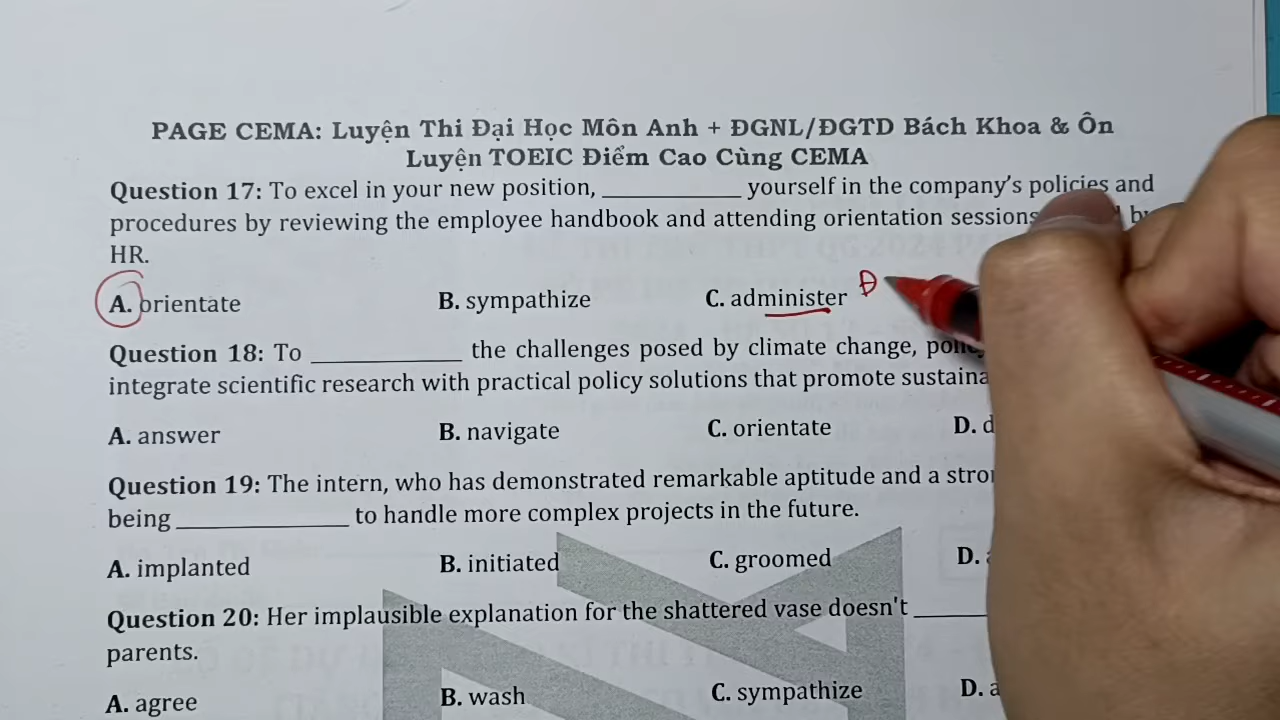 PAGE CEMA: Luyện Thi Đại Học Môn Anh + ĐGNL/ĐGTD Bách Khoa & Ôn
Luyện TOEIC Điểm Cao Cùng CEMA
Question 17: To excel in your new position, __________ yourself in the company's policies and
procedures by reviewing the employee handbook and attending orientation sessions
HR.
A. orientate B. sympathize C. administer Đ
Question 18: To __________ the challenges posed by climate change,
integrate scientific research with practical policy solutions that promote
A. answer B. navigate C. orientate D.
Question 19: The intern, who has demonstrated remarkable aptitude and a
being __________ to handle more complex projects in the future.
A. implanted B. initiated C. groomed D.
Question 20: Her implausible explanation for the shattered vase doesn't ______
parents.
A. agree B. wash C. sympathize D.